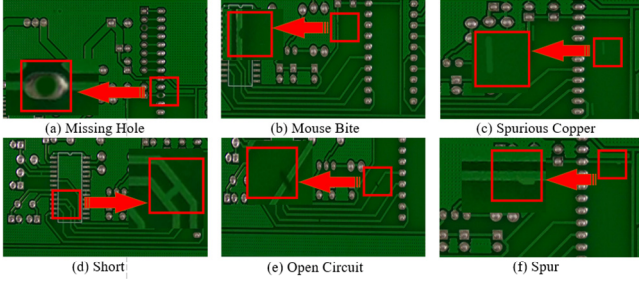 (a) Missing Hole
(b) Mouse Bite
(c) Spurious Copper
(d) Short
(e) Open Circuit
(f) Spur